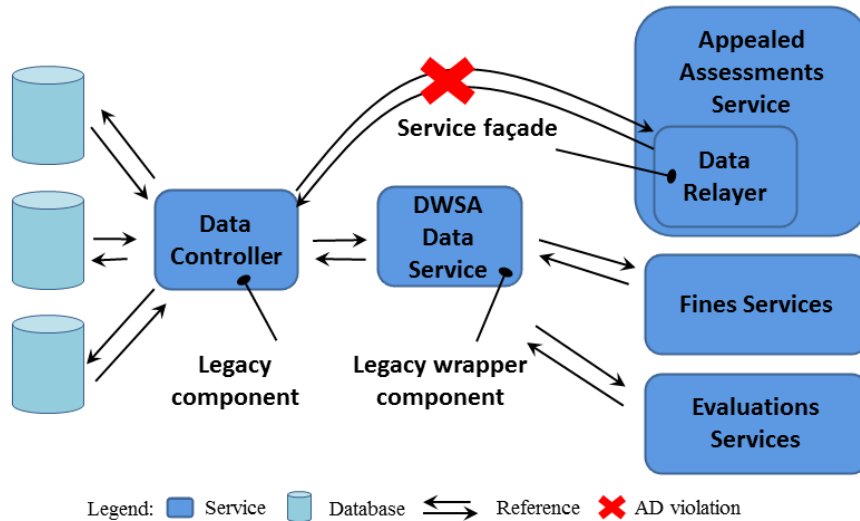 Appealed
Assessments
Service
Service façade
Data
Relayer
Data
Controller
DWSA
Data
Service
Fines Services
Legacy
component
Legacy wrapper
component
Evaluations
Services
Legend: Service Database Reference AD violation